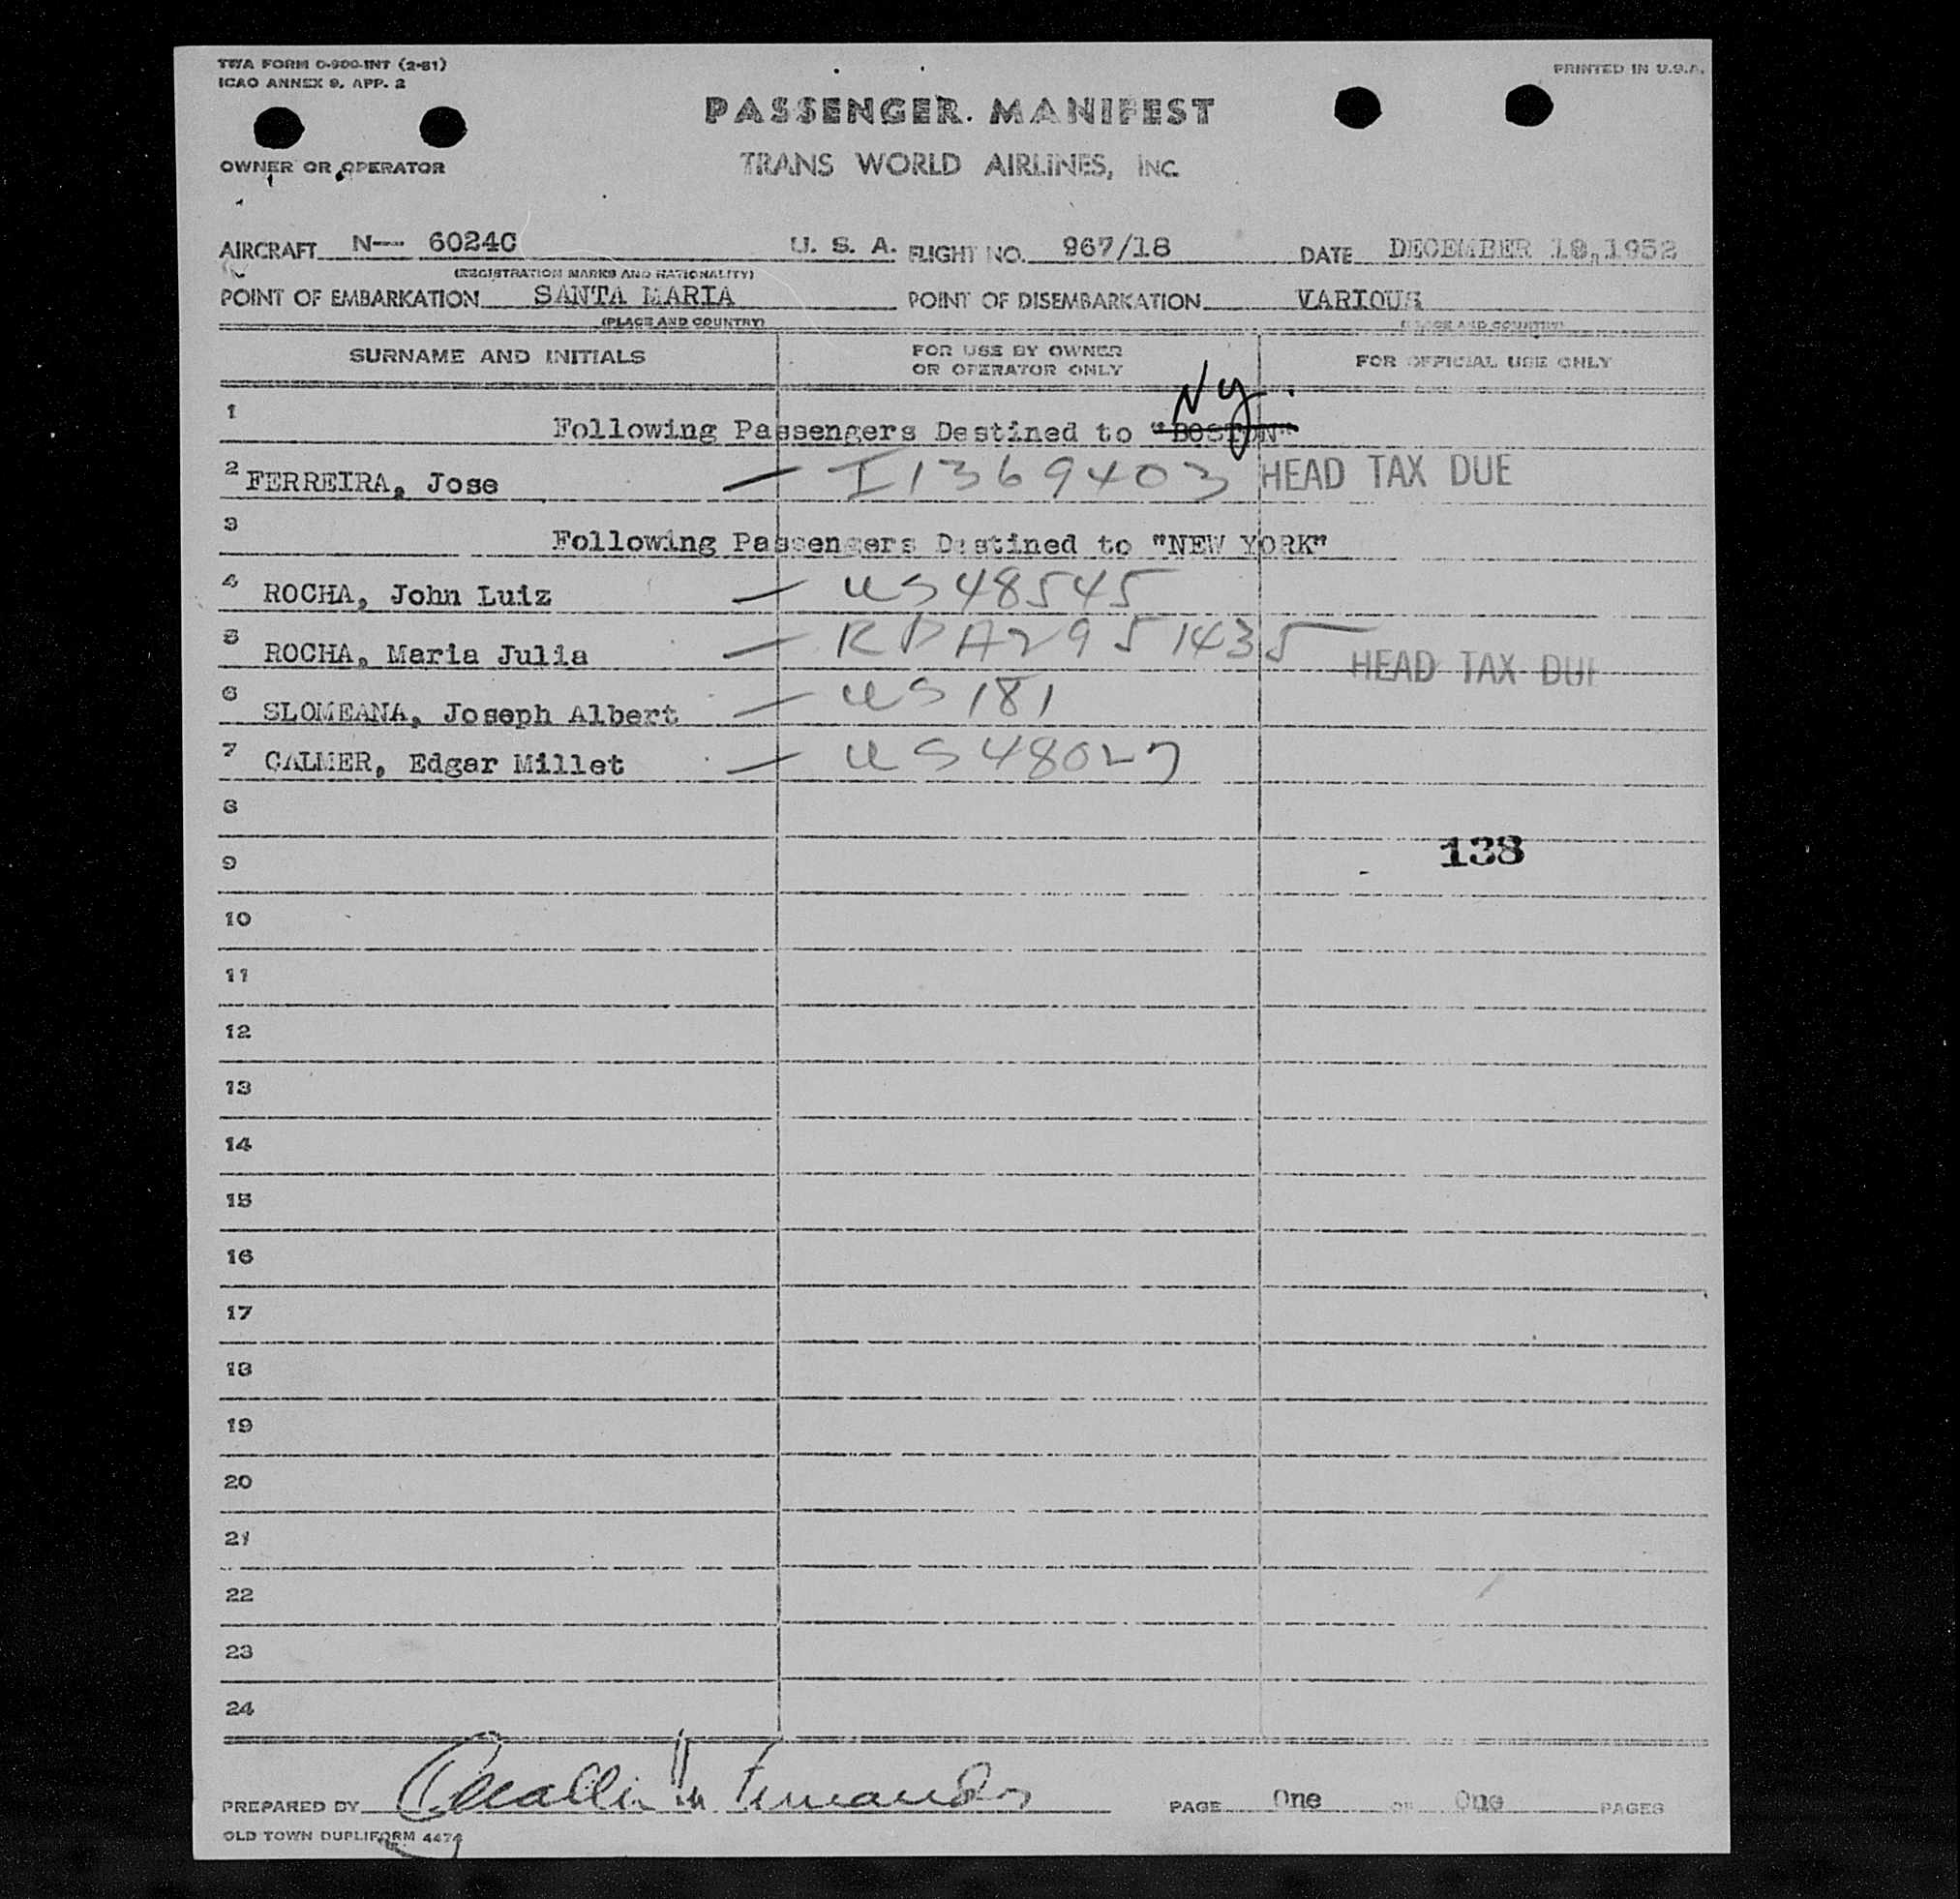 TWA FORM O-900-INT (2-51)
ICAO ANNEX 9, APP. 2
PRINTED IN U.S.A.
PASSENGER MANIFEST
TRANS WORLD AIRLINES, INC.
OWNER OR OPERATOR
AIRCRAFT N— 6024C U. S. A. FLIGHT NO. 967/18 DATE DECEMBER 19, 1952
(REGISTRATION MARKS AND NATIONALITY)
POINT OF EMBARKATION SANTA MARIA POINT OF DISEMBARKATION VARIOUS
(PLACE AND COUNTRY) (PLACE AND COUNTRY)
SURNAME AND INITIALS FOR USE BY OWNER OR OPERATOR ONLY FOR OFFICIAL USE ONLY
NY
1 Following Passengers Destined to "BOSTON"
2 FERREIRA, Jose — I1369403 HEAD TAX DUE
3 Following Passengers Destined to "NEW YORK"
4 ROCHA, John Luiz — US48545
5 ROCHA, Maria Julia — RPA2951435 HEAD TAX DUE
6 SLOMEANA, Joseph Albert — US181
7 CALMER, Edgar Millet — US48027
8
138
9
10
11
12
13
14
15
16
17
18
19
20
21
22
23
24
PREPARED BY PAGE One OF One PAGES
OLD TOWN DUPLIFORM 4474